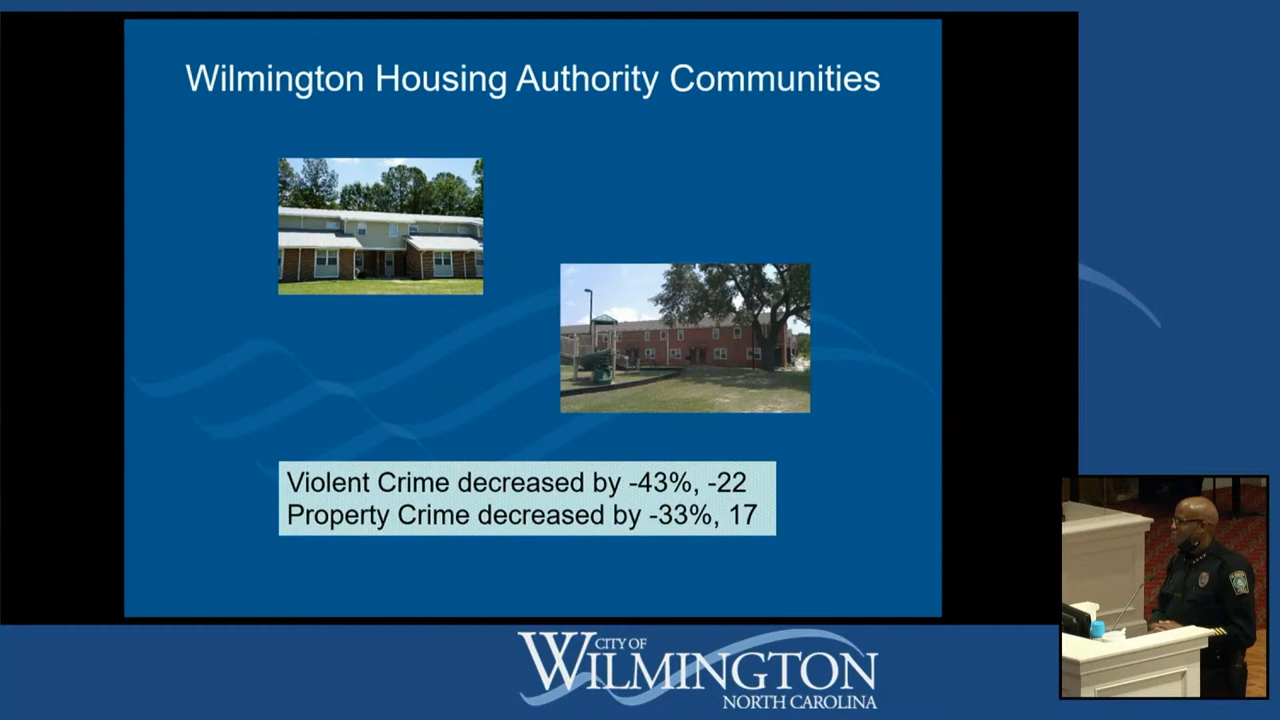 Wilmington Housing Authority Communities
Violent Crime decreased by -43%, -22
Property Crime decreased by -33%, 17
CITY OF
WILMINGTON
NORTH CAROLINA